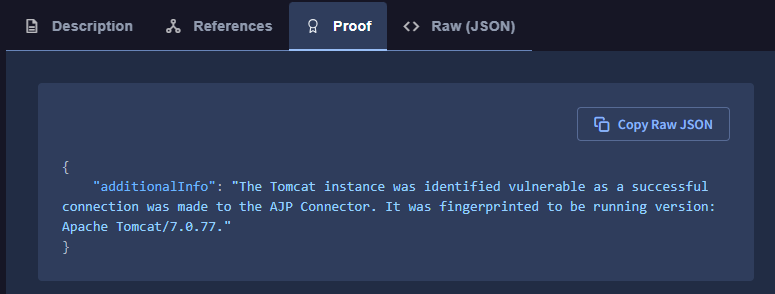 Description References Proof Raw (JSON)
Copy Raw JSON
{
"additionalInfo": "The Tomcat instance was identified vulnerable as a successful
connection was made to the AJP Connector. It was fingerprinted to be running version:
Apache Tomcat/7.0.77."
}